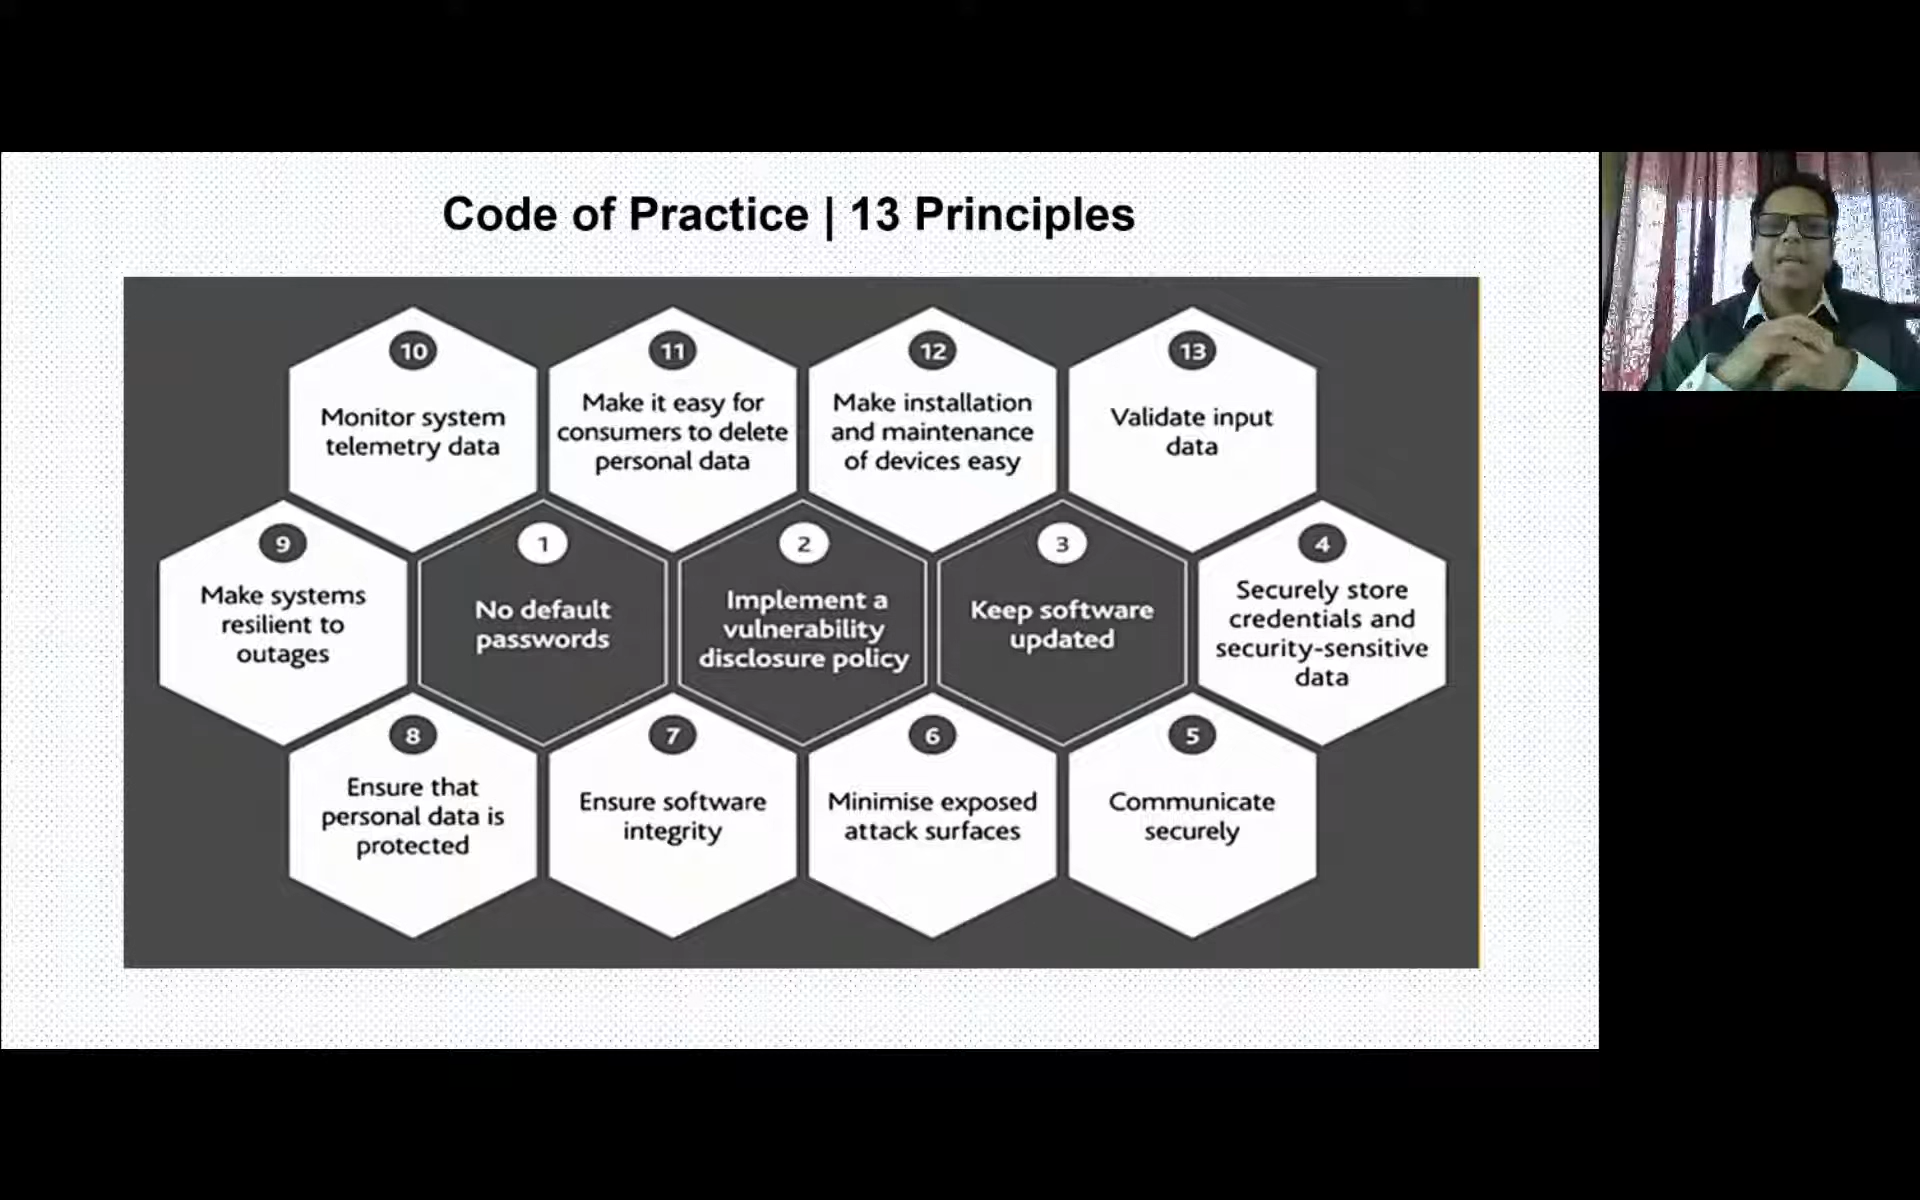 Code of Practice | 13 Principles
10
Monitor system
telemetry data
11
Make it easy for
consumers to delete
personal data
12
Make installation
and maintenance
of devices easy
13
Validate input
data
9
Make systems
resilient to
outages
1
No default
passwords
2
Implement a
vulnerability
disclosure policy
3
Keep software
updated
4
Securely store
credentials and
security-sensitive
data
8
Ensure that
personal data is
protected
7
Ensure software
integrity
6
Minimise exposed
attack surfaces
5
Communicate
securely